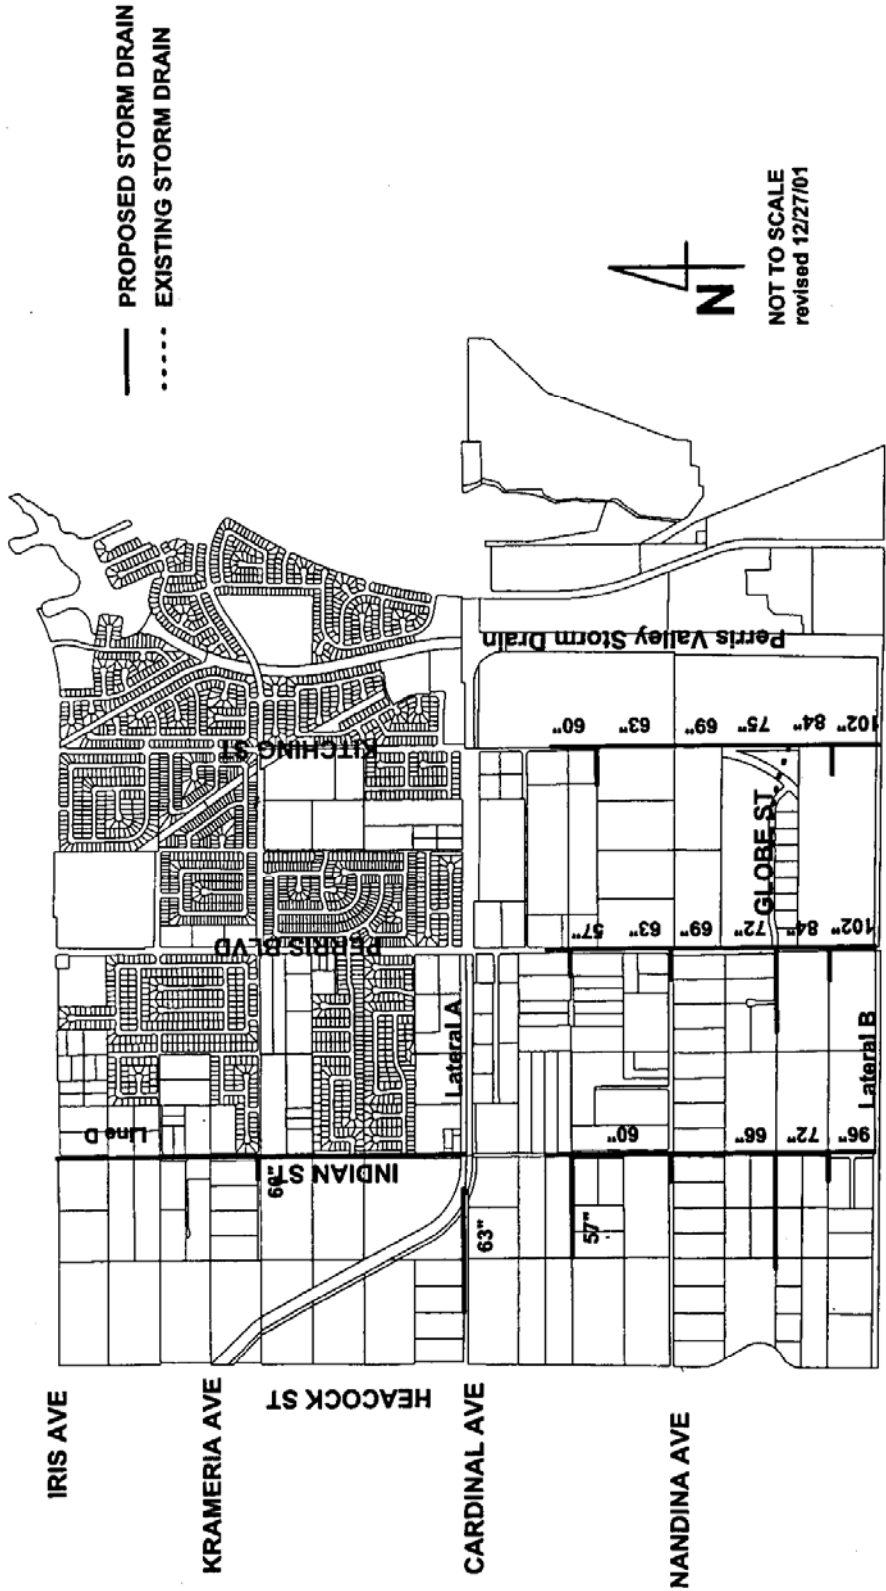 PROPOSED STORM DRAIN
EXISTING STORM DRAIN
N
NOT TO SCALE
revised 12/27/01
IRIS AVE
KRAMERIA AVE
CARDINAL AVE
NANDINA AVE
HEACOCK ST
INDIAN ST
PERRIS BLVD
KITCHING ST
GLOBE ST
Perris Valley Storm Drain
Line D
Lateral A
Lateral B
60"
63"
69"
75"
84"
102"
57"
63"
69"
72"
84"
102"
60"
66"
72"
96"
63"
57"